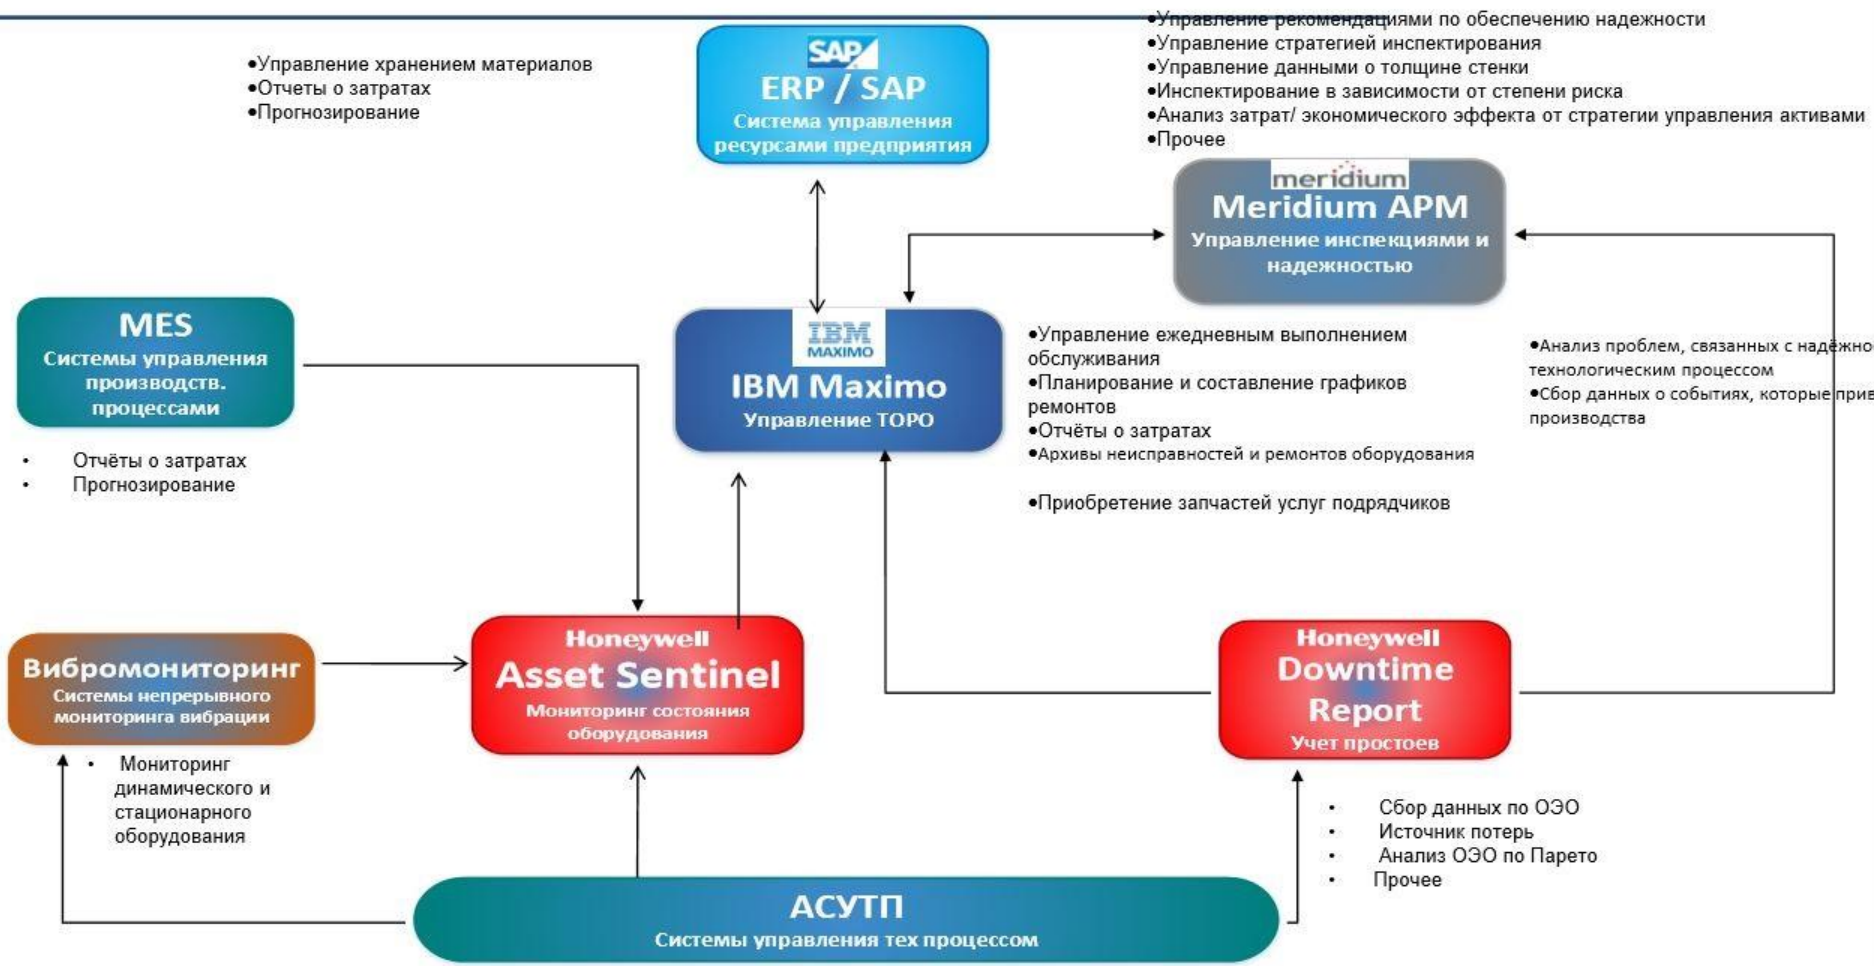 •Управление хранением материалов
•Отчеты о затратах
•Прогнозирование
SAP
ERP / SAP
Система управления
ресурсами предприятия
•Управление рекомендациями по обеспечению надежности
•Управление стратегией инспектирования
•Управление данными о толщине стенки
•Инспектирование в зависимости от степени риска
•Анализ затрат/ экономического эффекта от стратегии управления активами
•Прочее
meridium
Meridium APM
Управление инспекциями и
надежностью
MES
Системы управления
производств.
процессами
• Отчёты о затратах
• Прогнозирование
IBM
MAXIMO
IBM Maximo
Управление ТОРО
•Управление ежедневным выполнением
обслуживания
•Планирование и составление графиков
ремонтов
•Отчёты о затратах
•Архивы неисправностей и ремонтов оборудования
•Приобретение запчастей услуг подрядчиков
•Анализ проблем, связанных с
технологическим процессом
•Сбор данных о событиях, которые
производства
Вибромониторинг
Системы непрерывного
мониторинга вибрации
• Мониторинг
динамического и
стационарного
оборудования
Honeywell
Asset Sentinel
Мониторинг состояния
оборудования
Honeywell
Downtime
Report
Учет простоев
• Сбор данных по ОЭО
• Источник потерь
• Анализ ОЭО по Парето
• Прочее
АСУТП
Системы управления тех процессом